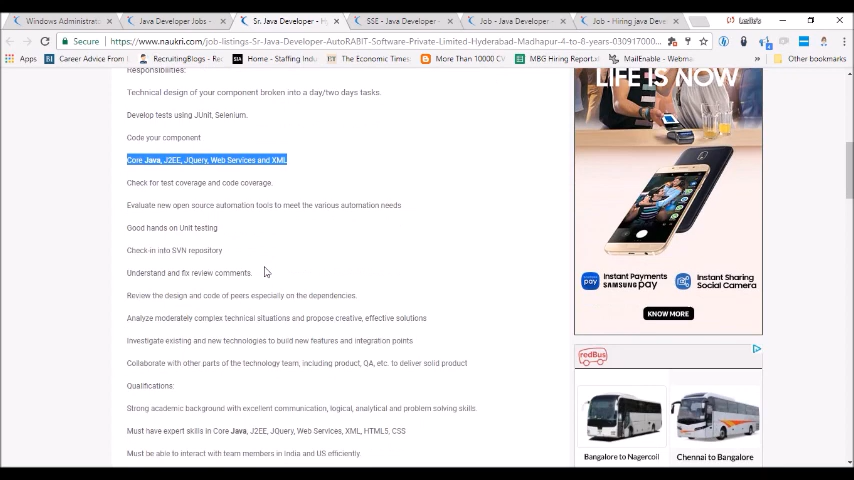 Windows Administrat
Java Developer Jobs -
Sr. Java Developer - Hy
SSE - Java Developer -
Job - Java Developer -
Job - Hiring java Deve
Secure
https://www.naukri.com/job-listings-Sr-Java-Developer-AutoRABIT-Software-Private-Limited-Hyderabad-Madhapur-4-to-8-years-030917000...
Apps
Career Advice From
RecruitingBlogs - Rec
Home - Staffing Indu
ET The Economic Times:
More Than 10000 CV
MBG Hiring Report.xl
MailEnable - Webma
»
Other bookmarks
Responsibilities:
Technical design of your component broken into a day/two days tasks.
Develop tests using JUnit, Selenium.
Code your component
Core Java, J2EE, JQuery, Web Services and XML
Check for test coverage and code coverage.
Evaluate new open source automation tools to meet the various automation needs
Good hands on Unit testing
Check-in into SVN repository
Understand and fix review comments.
Review the design and code of peers especially on the dependencies.
Analyze moderately complex technical situations and propose creative, effective solutions
Investigate existing and new technologies to build new features and integration points
Collaborate with other parts of the technology team, including product, QA, etc. to deliver solid product
Qualifications:
Strong academic background with excellent communication, logical, analytical and problem solving skills
Must have expert skills in Core Java, J2EE, JQuery, Web Services, XML, HTML5, CSS
Must be able to interact with team members in India and US efficiently
LIFE IS NOW
pay
Instant Payments
SAMSUNG pay
Instant Sharing
Social Camera
KNOW MORE
redBus
Bangalore to Nagercoil
Chennai to Bangalore